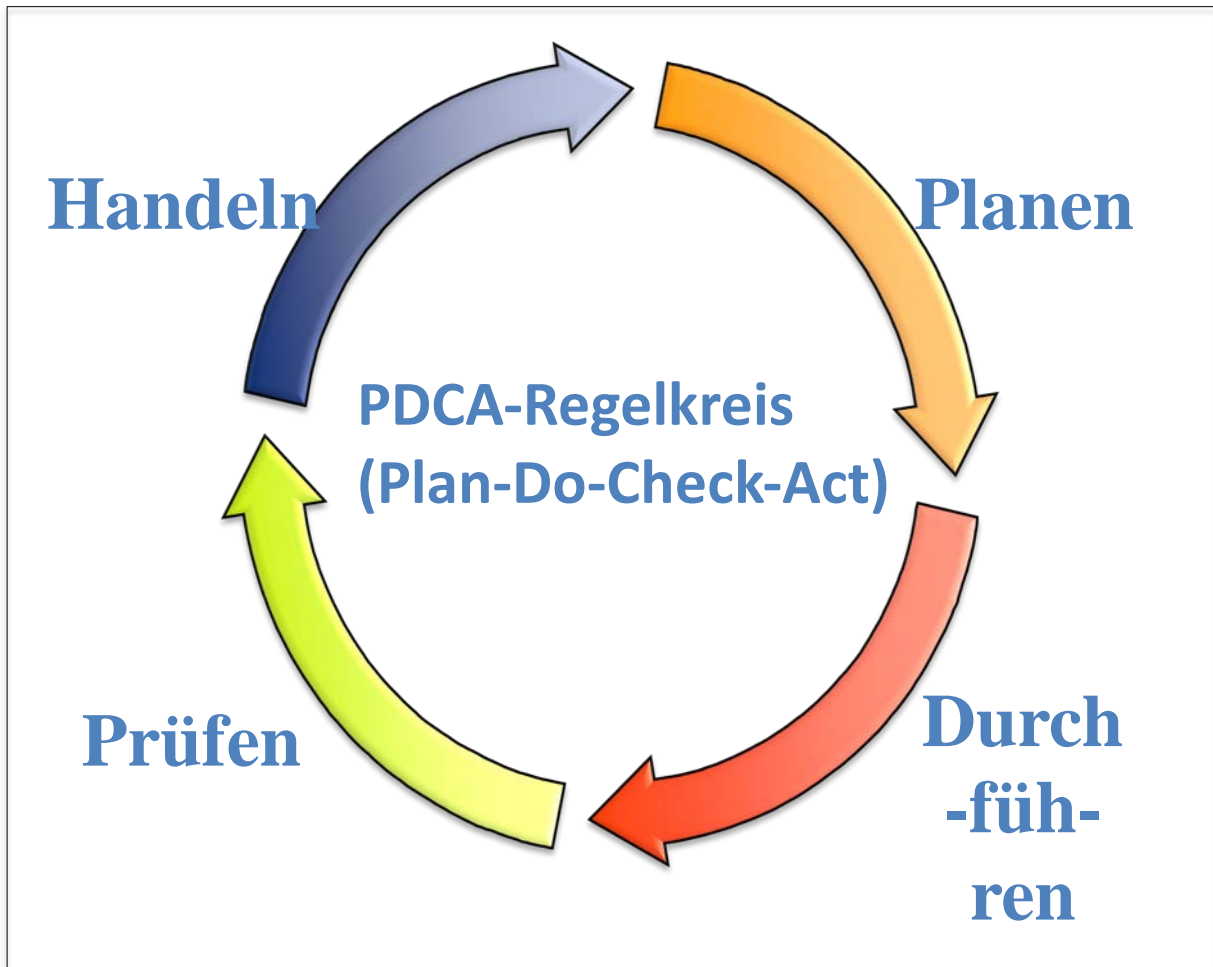 Handeln
Planen
PDCA-Regelkreis
(Plan-Do-Check-Act)
Prüfen
Durch
-füh-
ren